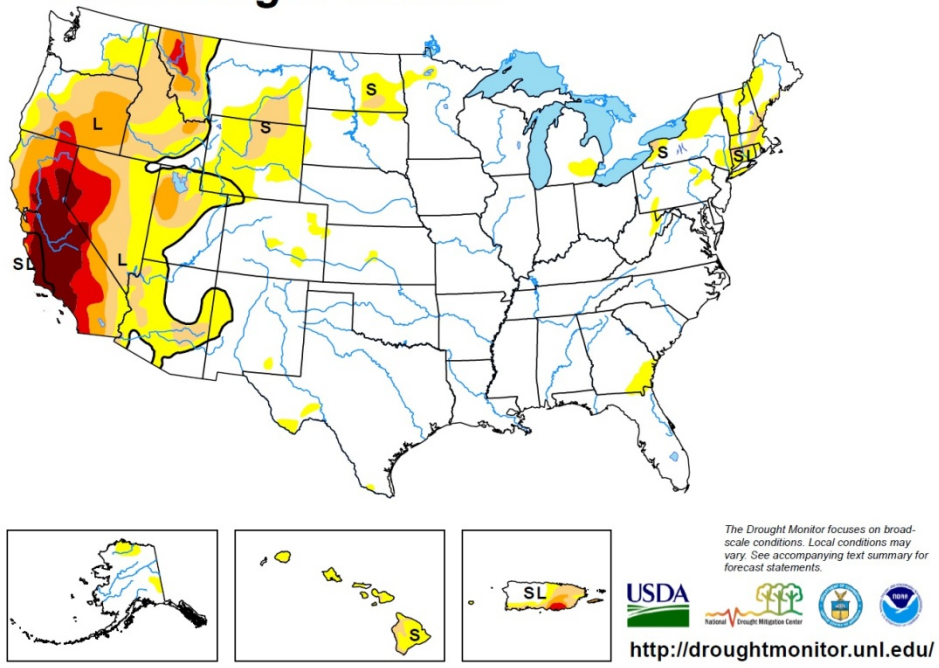 L
S
S
SL
L
S
SL
S
SL
The Drought Monitor focuses on broad-
scale conditions. Local conditions may
vary. See accompanying text summary for
forecast statements.
USDA
National Drought Mitigation Center
NOAA
http://droughtmonitor.unl.edu/